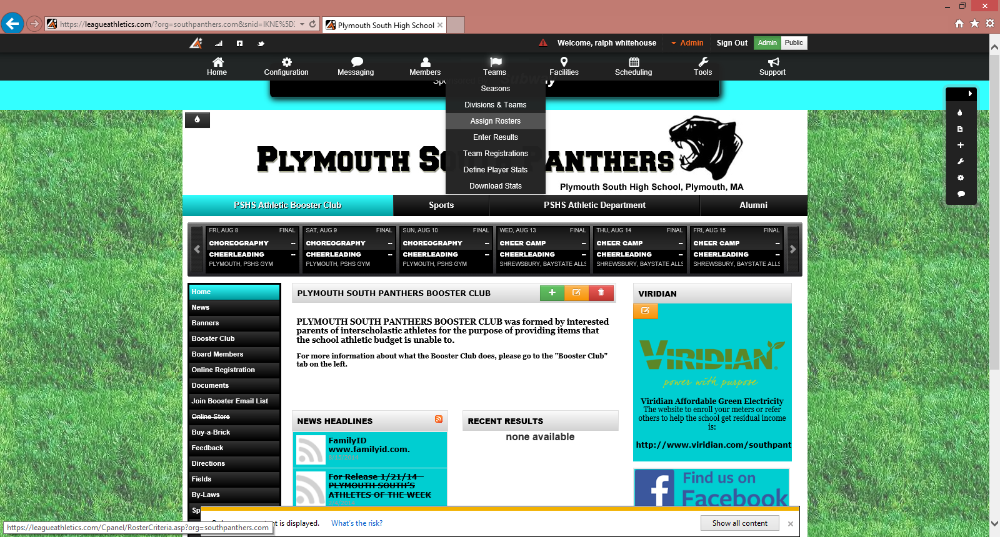 https://leagueathletics.com/?org=southpanthers.com&snid=IKNE%5D:
Plymouth South High School
Welcome, ralph whitehouse
Admin
Sign Out
Admin
Public
Home
Configuration
Messaging
Members
Teams
Facilities
Scheduling
Tools
Support
Seasons
Divisions & Teams
Assign Rosters
Enter Results
Team Registrations
Define Player Stats
Download Stats
Plymouth South Panthers
Plymouth South High School, Plymouth, MA
PSHS Athletic Booster Club
Sports
PSHS Athletic Department
Alumni
FRI, AUG 8 FINAL
CHOREOGRAPHY --
CHEERLEADING --
PLYMOUTH, PSHS GYM
SAT, AUG 9 FINAL
CHOREOGRAPHY --
CHEERLEADING --
PLYMOUTH, PSHS GYM
SUN, AUG 10 FINAL
CHOREOGRAPHY --
CHEERLEADING --
PLYMOUTH, PSHS GYM
WED, AUG 13 FINAL
CHEER CAMP --
CHEERLEADING --
SHREWSBURY, BAYSTATE ALLS
THU, AUG 14 FINAL
CHEER CAMP --
CHEERLEADING --
SHREWSBURY, BAYSTATE ALLS
FRI, AUG 15 FINAL
CHEER CAMP --
CHEERLEADING --
SHREWSBURY, BAYSTATE ALLS
Home
News
Banners
Booster Club
Board Members
Online Registration
Documents
Join Booster Email List
Online Store
Buy-a-Brick
Feedback
Directions
Fields
By-Laws
Sp
PLYMOUTH SOUTH PANTHERS BOOSTER CLUB
PLYMOUTH SOUTH PANTHERS BOOSTER CLUB was formed by interested
parents of interscholastic athletes for the purpose of providing items that
the school athletic budget is unable to.
For more information about what the Booster Club does, please go to the "Booster Club"
tab on the left.
NEWS HEADLINES
FamilyID
www.familyid.com.
For Release 1/21/14 –
PLYMOUTH SOUTH'S
ATHLETES OF THE WEEK
RECENT RESULTS
none available
VIRIDIAN
VIRIDIAN
power with purpose
Viridian Affordable Green Electricity
The website to enroll your meters or refer
others to help the school get residual income
is:
http://www.viridian.com/southpant
Find us on
Facebook
is displayed.
What's the risk?
Show all content
https://leagueathletics.com/Cpanel/RosterCriteria.asp?org=southpanthers.com